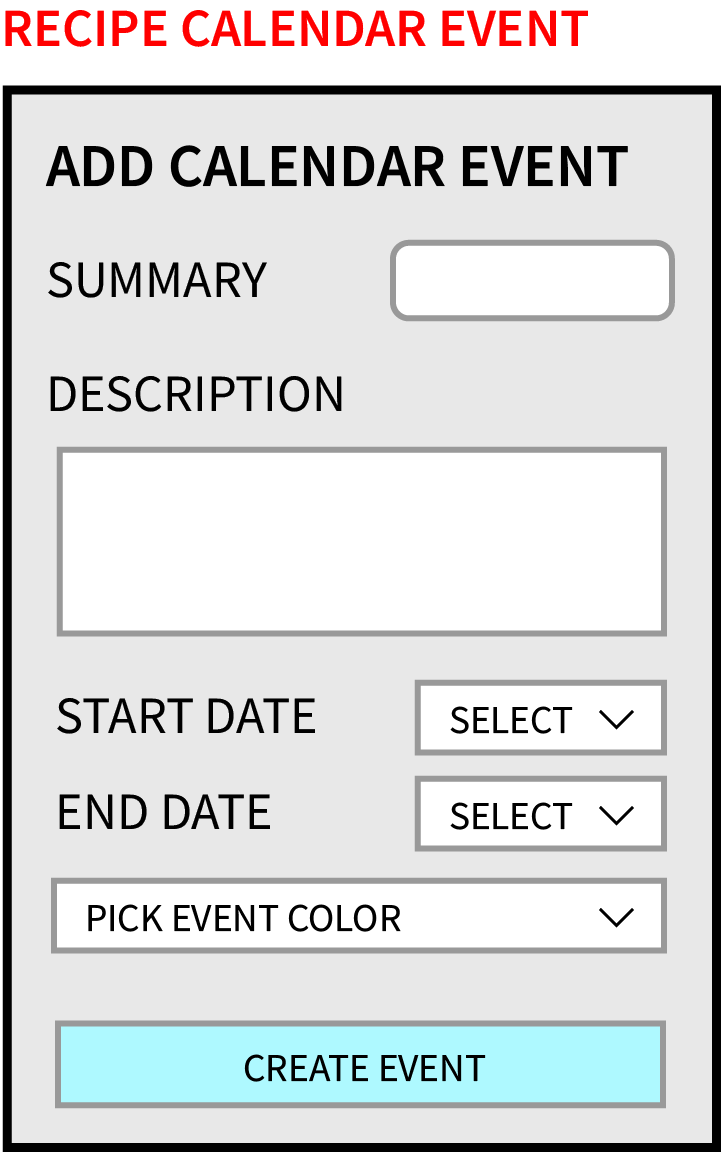 RECIPE CALENDAR EVENT
ADD CALENDAR EVENT
SUMMARY
DESCRIPTION
START DATE SELECT
END DATE SELECT
PICK EVENT COLOR
CREATE EVENT